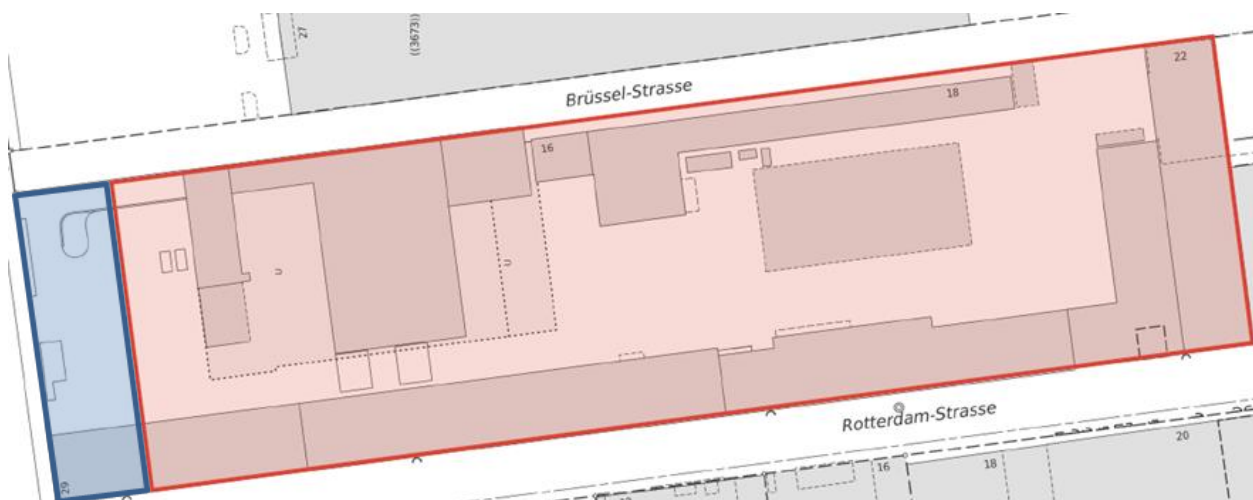 27
((3673))
22
Brüssel-Strasse
18
16
U
U
Rotterdam-Strasse
20
16
18
29